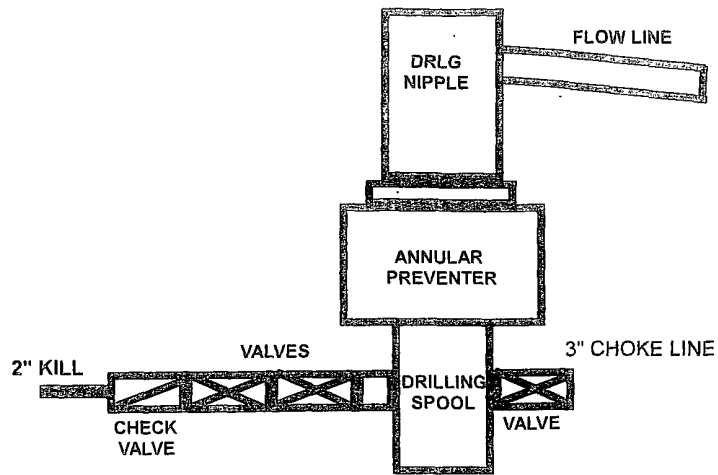 DRLG
NIPPLE
FLOW LINE
ANNULAR
PREVENTER
2" KILL
VALVES
3" CHOKE LINE
DRILLING
SPOOL
CHECK
VALVE
VALVE